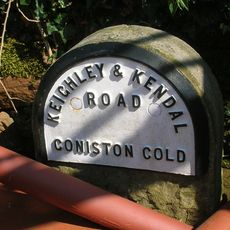 KEIGHLEY & KENDAL
ROAD
CONISTON COLD